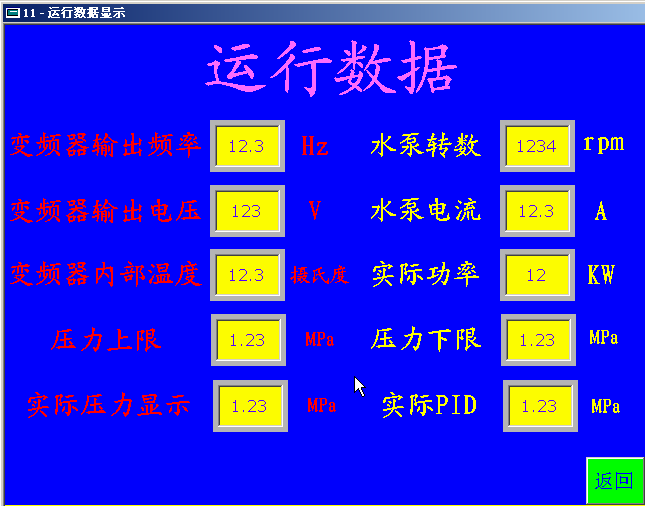 11 - 运行数据显示
运行数据
变频器输出频率 12.3 Hz 水泵转数 1234 rpm
变频器输出电压 123 V 水泵电流 12.3 A
变频器内部温度 12.3 摄氏度 实际功率 12 KW
压力上限 1.23 MPa 压力下限 1.23 MPa
实际压力显示 1.23 MPa 实际PID 1.23 MPa
返回